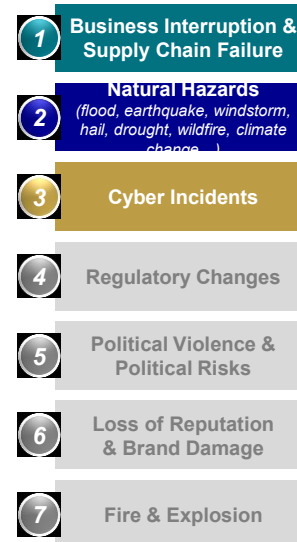 1
Business Interruption &
Supply Chain Failure
2
Natural Hazards
(flood, earthquake, windstorm,
hail, drought, wildfire, climate
change...)
3
Cyber Incidents
4
Regulatory Changes
5
Political Violence &
Political Risks
6
Loss of Reputation
& Brand Damage
7
Fire & Explosion